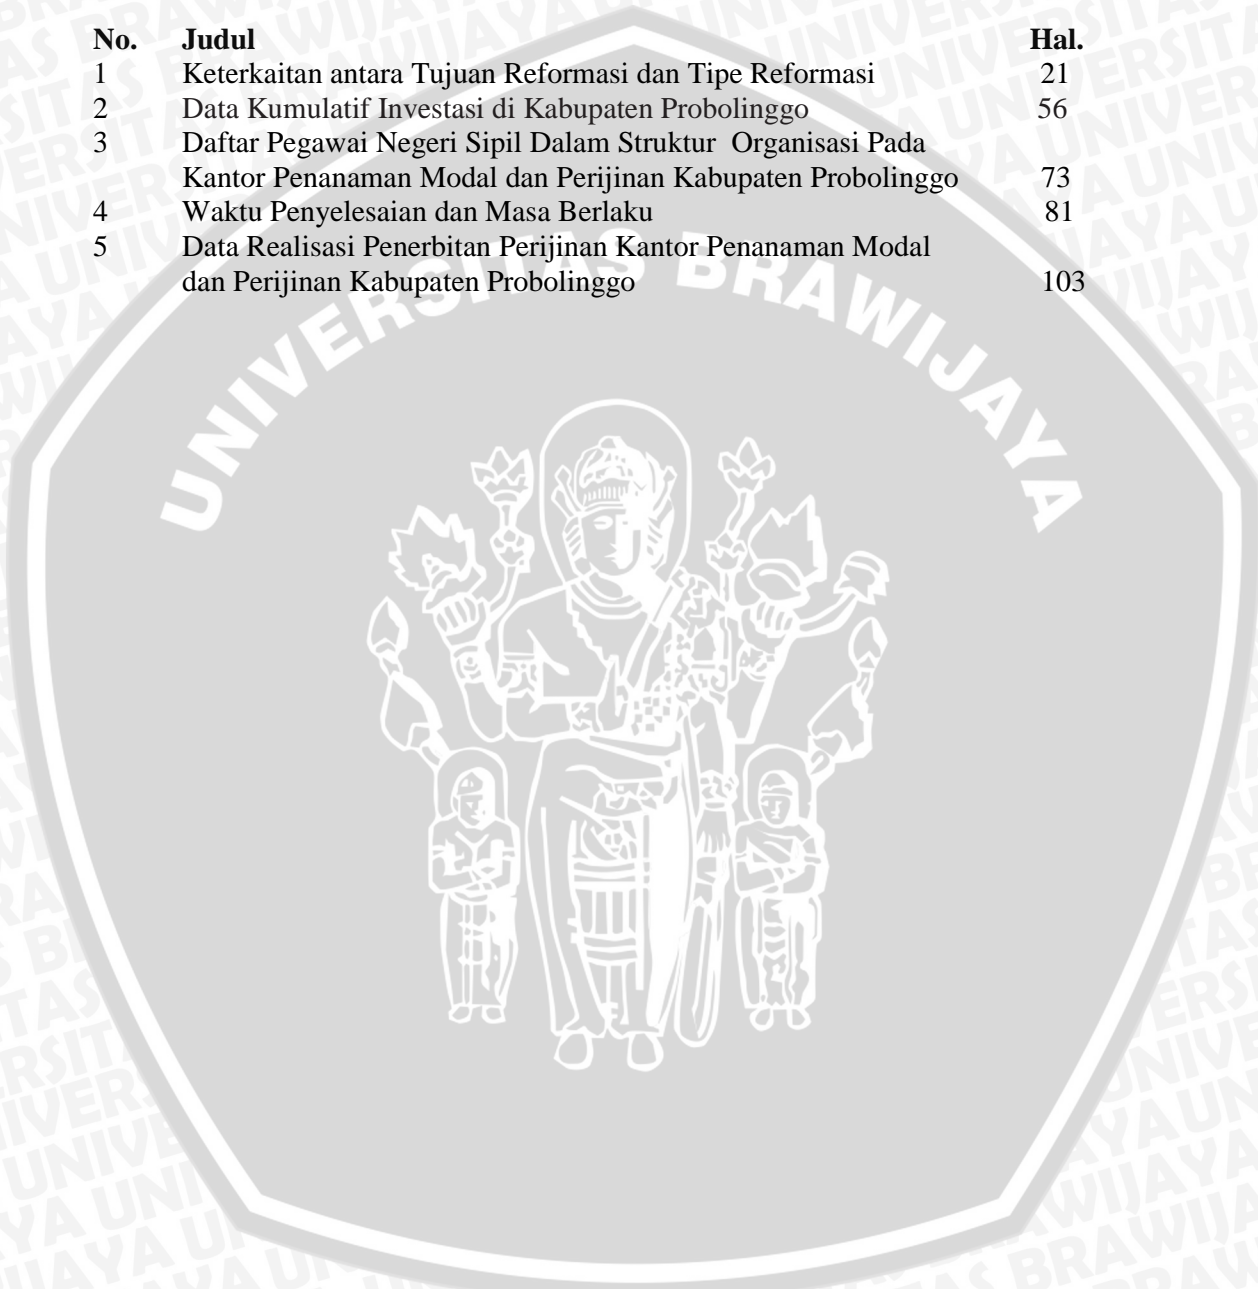 No. Judul Hal.
1 Keterkaitan antara Tujuan Reformasi dan Tipe Reformasi 21
2 Data Kumulatif Investasi di Kabupaten Probolinggo 56
3 Daftar Pegawai Negeri Sipil Dalam Struktur Organisasi Pada
Kantor Penanaman Modal dan Perijinan Kabupaten Probolinggo 73
4 Waktu Penyelesaian dan Masa Berlaku 81
5 Data Realisasi Penerbitan Perijinan Kantor Penanaman Modal
dan Perijinan Kabupaten Probolinggo 103
UNIVERSITAS BRAWIJAYA